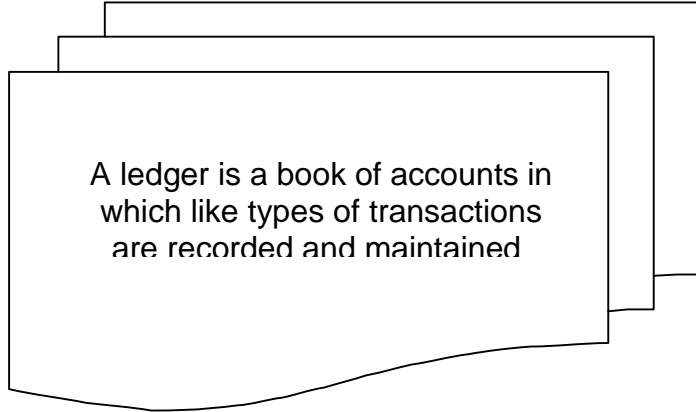 A ledger is a book of accounts in
which like types of transactions
are recorded and maintained